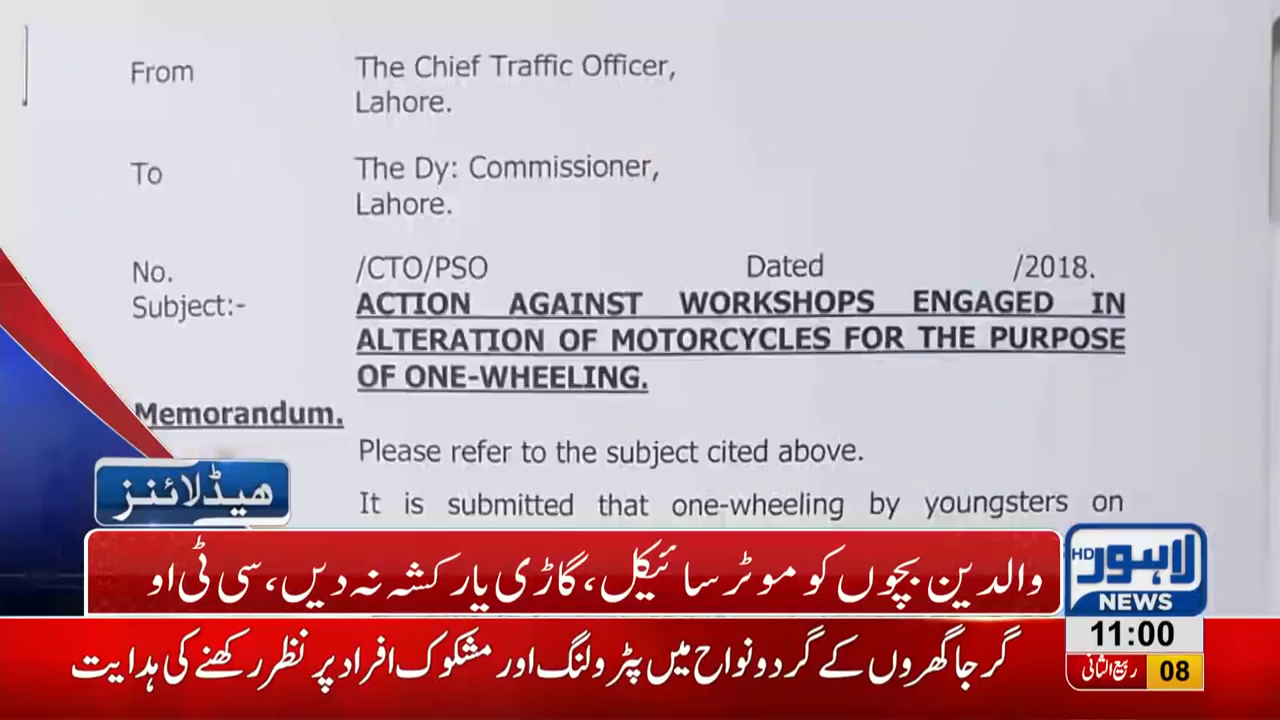 From The Chief Traffic Officer,
Lahore.
To The Dy: Commissioner,
Lahore.
No. /CTO/PSO Dated /2018.
Subject:- ACTION AGAINST WORKSHOPS ENGAGED IN
ALTERATION OF MOTORCYCLES FOR THE PURPOSE
OF ONE-WHEELING.
Memorandum.
Please refer to the subject cited above.
It is submitted that one-wheeling by youngsters on
ھیڈلائنز
والدین بچوں کو موٹرسائیکل، گاڑی یا رکشہ نہ دیں، سی ٹی او
لاہور HD
NEWS
11:00
08 ربیع الثانی
گرجا گھروں کے گردونواح میں پٹرولنگ اور مشکوک افراد پر نظر رکھنے کی ہدایت